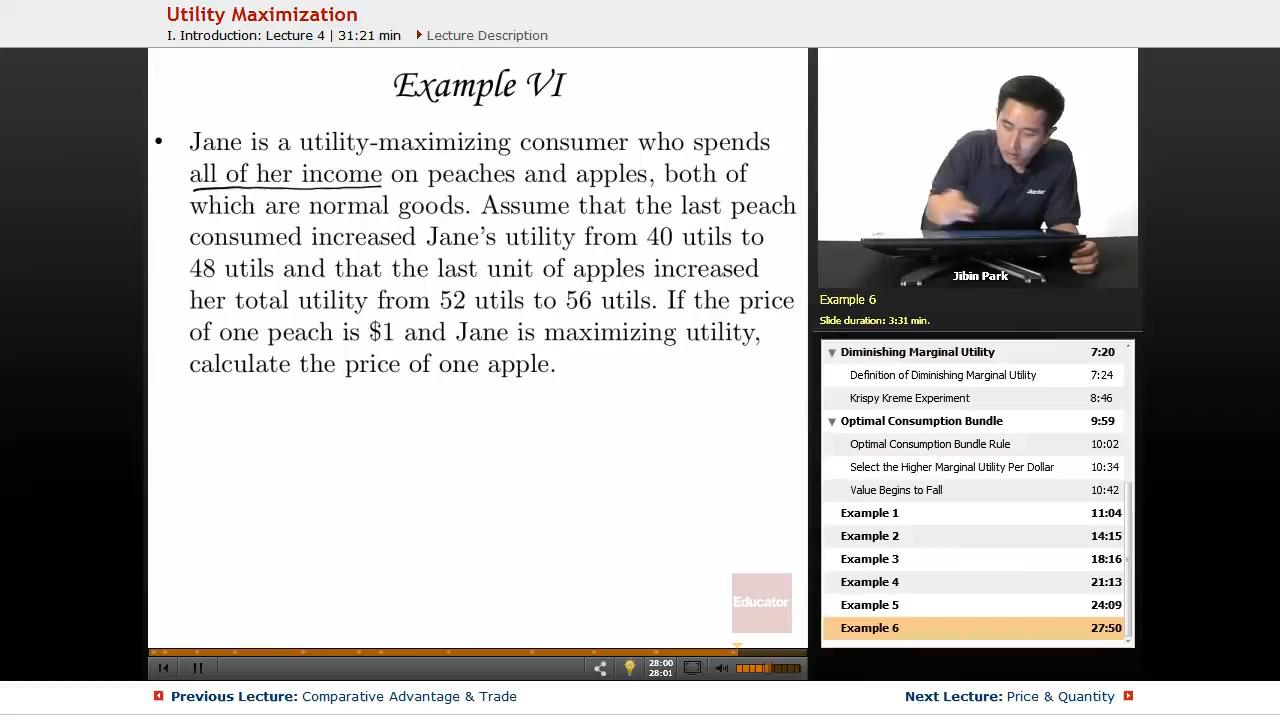 Utility Maximization
I. Introduction: Lecture 4 | 31:21 min
Lecture Description
Example VI
• Jane is a utility-maximizing consumer who spends
all of her income on peaches and apples, both of
which are normal goods. Assume that the last peach
consumed increased Jane's utility from 40 utils to
48 utils and that the last unit of apples increased
her total utility from 52 utils to 56 utils. If the price
of one peach is $1 and Jane is maximizing utility,
calculate the price of one apple.
Educator
Jibin Park
Example 6
Slide duration: 3:31 min.
Diminishing Marginal Utility 7:20
Definition of Diminishing Marginal Utility 7:24
Krispy Kreme Experiment 8:46
Optimal Consumption Bundle 9:59
Optimal Consumption Bundle Rule 10:02
Select the Higher Marginal Utility Per Dollar 10:34
Value Begins to Fall 10:42
Example 1 11:04
Example 2 14:15
Example 3 18:16
Example 4 21:13
Example 5 24:09
Example 6 27:50
28:00
28:01
Previous Lecture: Comparative Advantage & Trade
Next Lecture: Price & Quantity